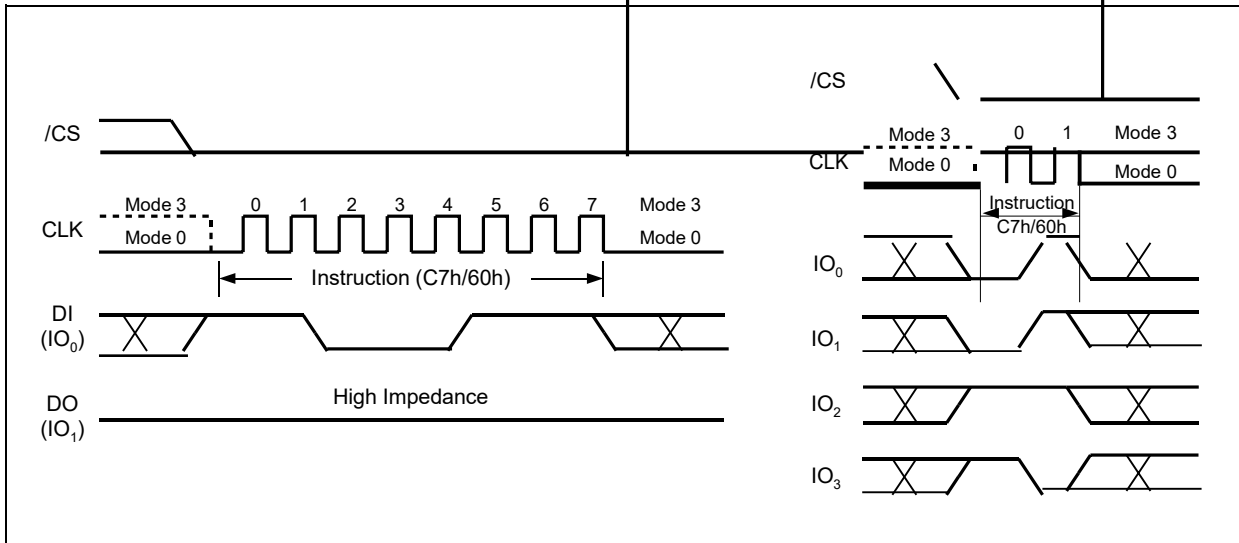 /CS
Mode 3 0 1 2 3 4 5 6 7 Mode 3
CLK
Mode 0 Mode 0
Instruction (C7h/60h)
DI
(IO0)
High Impedance
DO
(IO1)
/CS
Mode 3 0 1 Mode 3
CLK
Mode 0 Mode 0
Instruction
C7h/60h
IO0
IO1
IO2
IO3